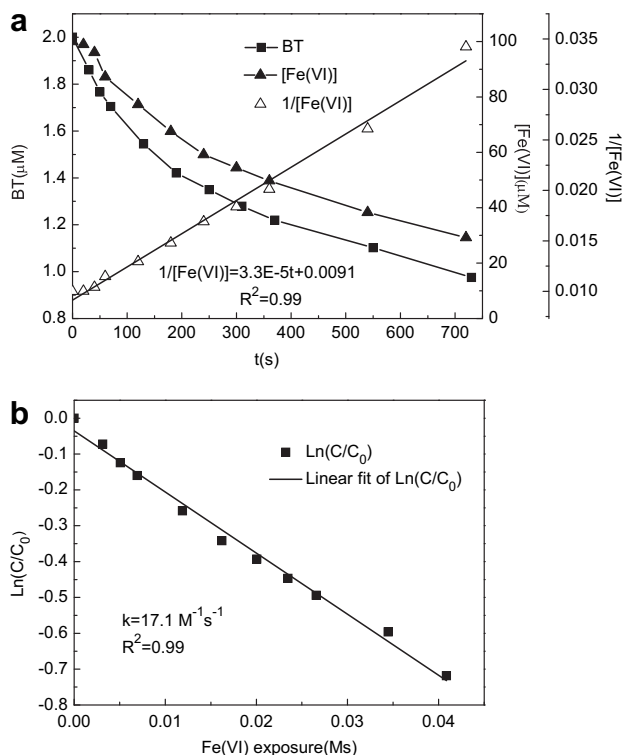 a
BT
[Fe(VI)]
1/[Fe(VI)]
2.0
1.8
1.6
1.4
1.2
1.0
0.8
BT(μM)
100
80
60
40
20
0
[Fe(VI)](μM)
0.035
0.030
0.025
0.020
0.015
0.010
1/[Fe(VI)]
1/[Fe(VI)]=3.3E-5t+0.0091
R²=0.99
0 100 200 300 400 500 600 700
t(s)
b
Ln(C/C₀)
Linear fit of Ln(C/C₀)
0.0
-0.1
-0.2
-0.3
-0.4
-0.5
-0.6
-0.7
-0.8
Ln(C/C₀)
k=17.1 M⁻¹s⁻¹
R²=0.99
0.00 0.01 0.02 0.03 0.04
Fe(VI) exposure(Ms)